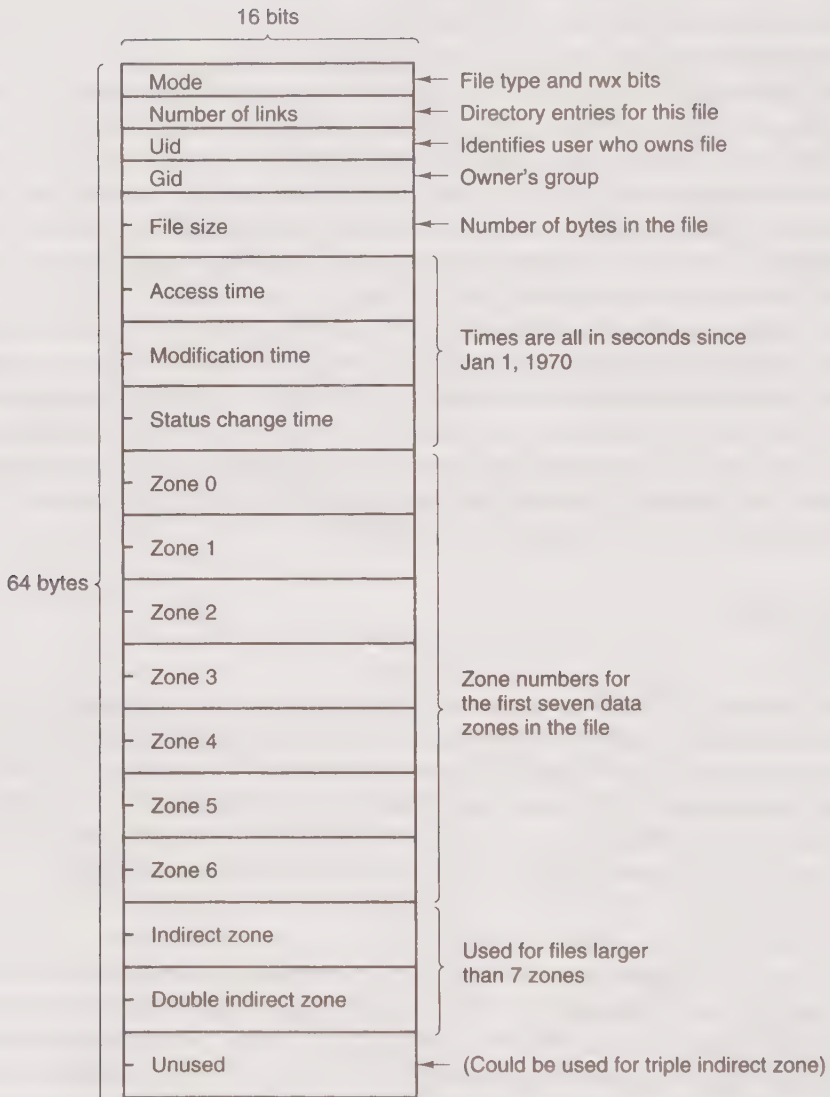 16 bits
Mode
File type and rwx bits
Number of links
Directory entries for this file
Uid
Identifies user who owns file
Gid
Owner's group
File size
Number of bytes in the file
Access time
Modification time
Status change time
Times are all in seconds since
Jan 1, 1970
64 bytes
Zone 0
Zone 1
Zone 2
Zone 3
Zone 4
Zone 5
Zone 6
Zone numbers for
the first seven data
zones in the file
Indirect zone
Double indirect zone
Used for files larger
than 7 zones
Unused
(Could be used for triple indirect zone)